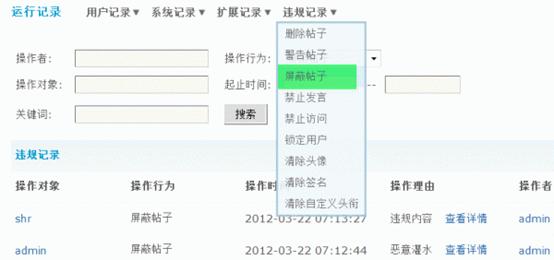 运行记录 用户记录▼ 系统记录▼ 扩展记录▼ 违规记录▼
删除帖子
操作者: 操作行为: 警告帖子
操作对象: 起止时间: 屏蔽帖子 --
禁止发言
关键词: 搜索 禁止访问
锁定用户
违规记录 清除头像
操作对象 操作行为 操作时 清除签名 操作理由 操作者
清除自定义头衔
shr 屏蔽帖子 2012-03-22 07:13:27 违规内容 查看详情 admin
admin 屏蔽帖子 2012-03-22 07:12:44 恶意灌水 查看详情 admin